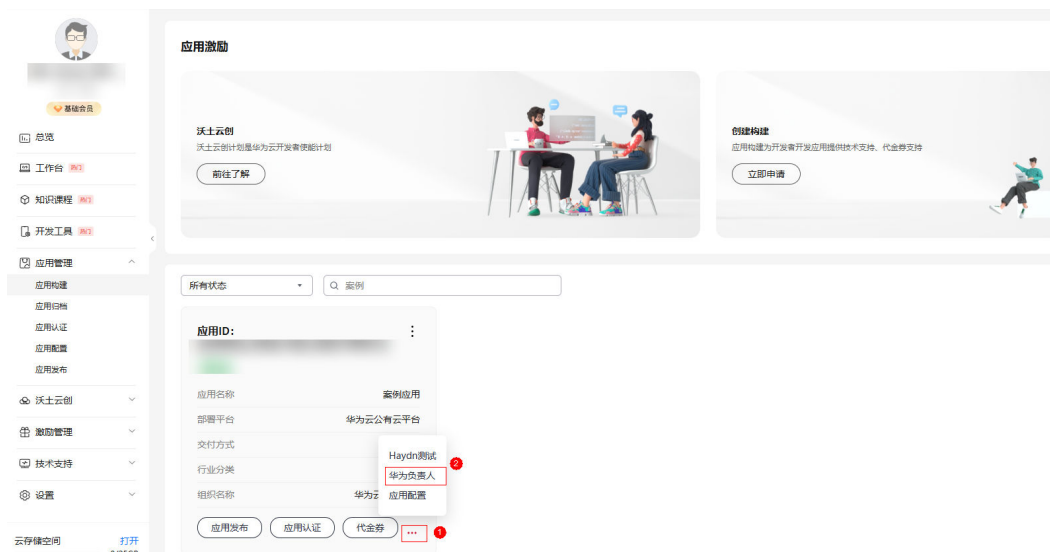 基础会员
总览
工作台 热门
知识课程 热门
开发工具 热门
应用管理
应用构建
应用归档
应用认证
应用配置
应用发布
沃土云创
激励管理
技术支持
设置
云存储空间 打开
应用激励
沃土云创
沃土云创计划是华为云开发者使能计划
前往了解
创建构建
应用构建为开发者开发应用提供技术支持、代金券支持
立即申请
所有状态
案例
应用ID:
应用名称 案例应用
部署平台 华为云公有云平台
交付方式
行业分类
组织名称 华为云
Haydn测试
华为负责人
应用配置
2
应用发布 应用认证 代金券 ... 1